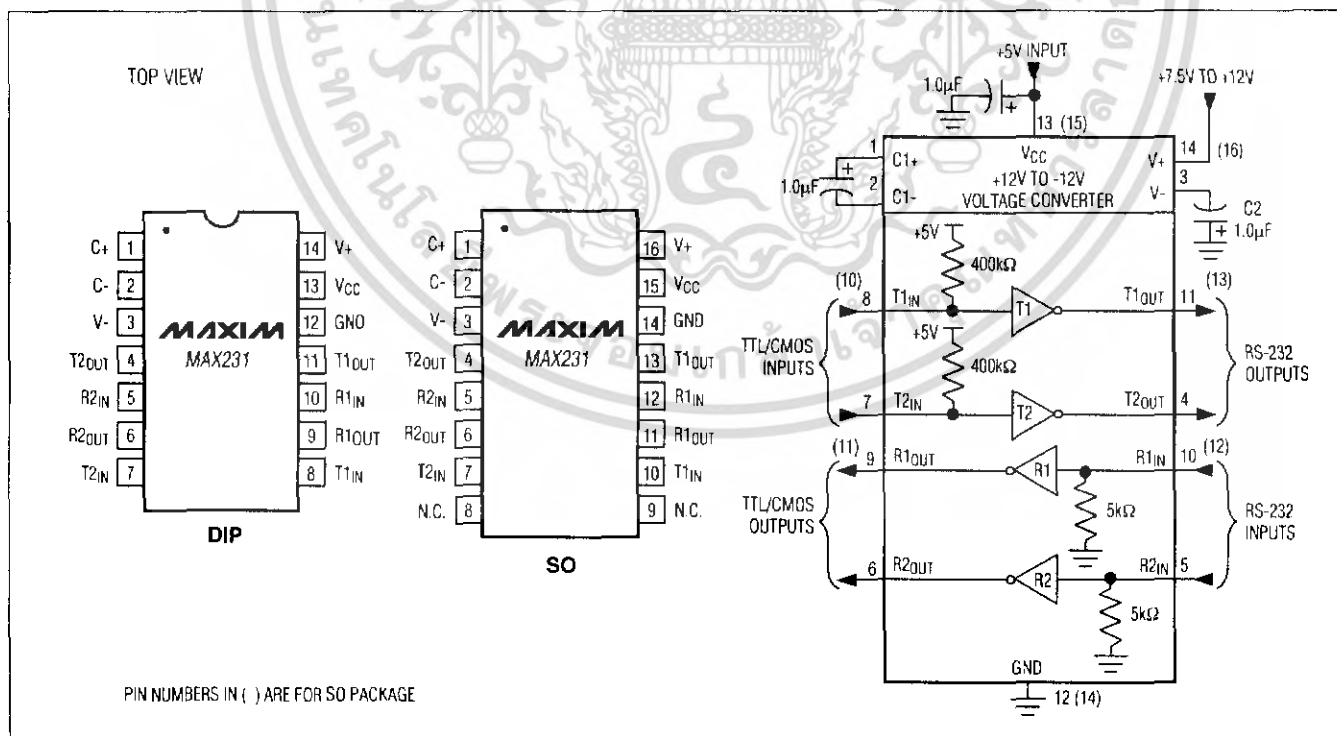 TOP VIEW
C+ 1
C- 2
V- 3
T2OUT 4
R2IN 5
R2OUT 6
T2IN 7
14 V+
13 VCC
12 GND
11 T1OUT
10 R1IN
9 R1OUT
8 T1IN
MAXIM
MAX231
DIP
C+ 1
C- 2
V- 3
T2OUT 4
R2IN 5
R2OUT 6
T2IN 7
N.C. 8
16 V+
15 VCC
14 GND
13 T1OUT
12 R1IN
11 R1OUT
10 T1IN
9 N.C.
MAXIM
MAX231
SO
PIN NUMBERS IN ( ) ARE FOR SO PACKAGE
+5V INPUT
+7.5V TO +12V
1.0µF
+
13 (15)
1 C1+
2 C1-
1.0µF
+
VCC
+12V TO -12V
VOLTAGE CONVERTER
V+ 14 (16)
V- 3
C2
+ 1.0µF
+5V
400kΩ
(10)
8 T1IN T1 T1OUT 11
(13)
+5V
400kΩ
TTL/CMOS
INPUTS
RS-232
OUTPUTS
7 T2IN T2 T2OUT 4
(11)
9 R1OUT R1 R1IN 10 (12)
5kΩ
TTL/CMOS
OUTPUTS
RS-232
INPUTS
6 R2OUT R2 R2IN 5
5kΩ
GND
12 (14)